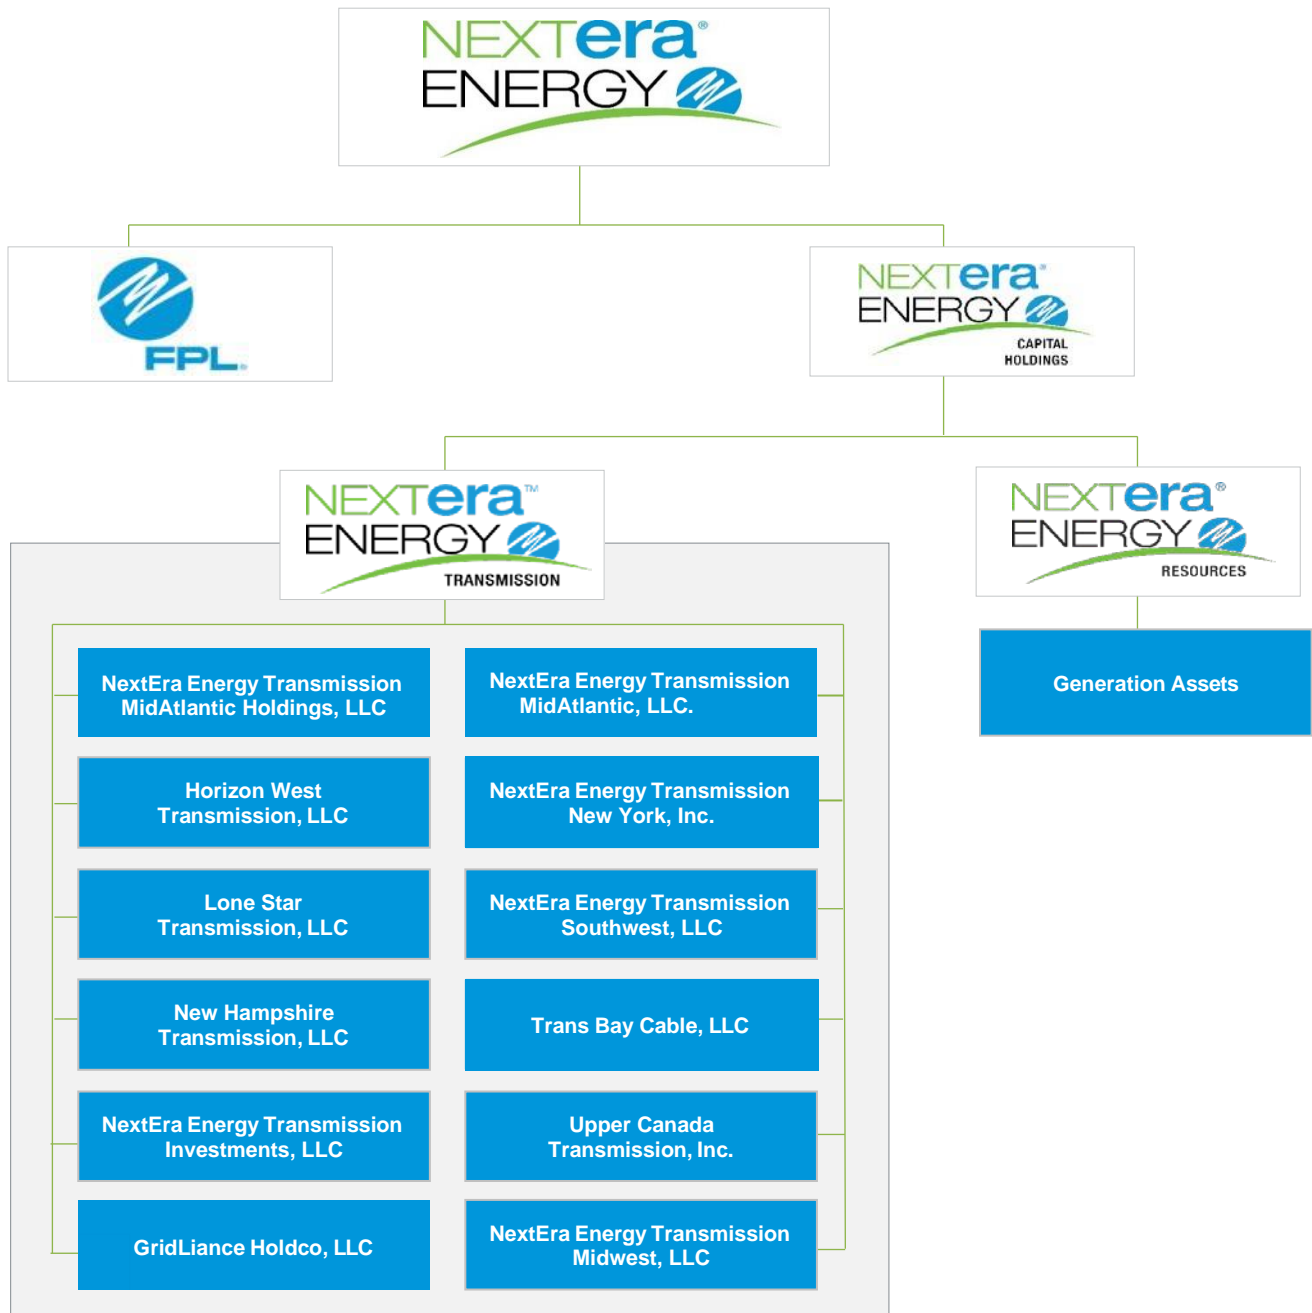 NEXTera®
ENERGY
FPL®
NEXTera®
ENERGY
CAPITAL
HOLDINGS
NEXTera™
ENERGY
TRANSMISSION
NEXTera®
ENERGY
RESOURCES
NextEra Energy Transmission
MidAtlantic Holdings, LLC
NextEra Energy Transmission
MidAtlantic, LLC.
Generation Assets
Horizon West
Transmission, LLC
NextEra Energy Transmission
New York, Inc.
Lone Star
Transmission, LLC
NextEra Energy Transmission
Southwest, LLC
New Hampshire
Transmission, LLC
Trans Bay Cable, LLC
NextEra Energy Transmission
Investments, LLC
Upper Canada
Transmission, Inc.
GridLiance Holdco, LLC
NextEra Energy Transmission
Midwest, LLC